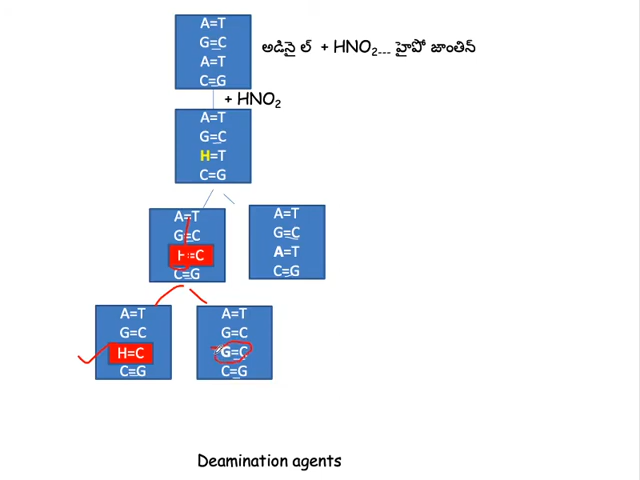 A=T
G≡C
A=T
C≡G
అడినైల్ + HNO2--- హైపో జాంతిన్
+ HNO2
A=T
G≡C
H=T
C=G
A=T
G≡C
H=C
C≡G
A=T
G=C
A=T
C≡G
A=T
G=C
H=C
C≡G
A=T
G=C
G=C
C=G
Deamination agents